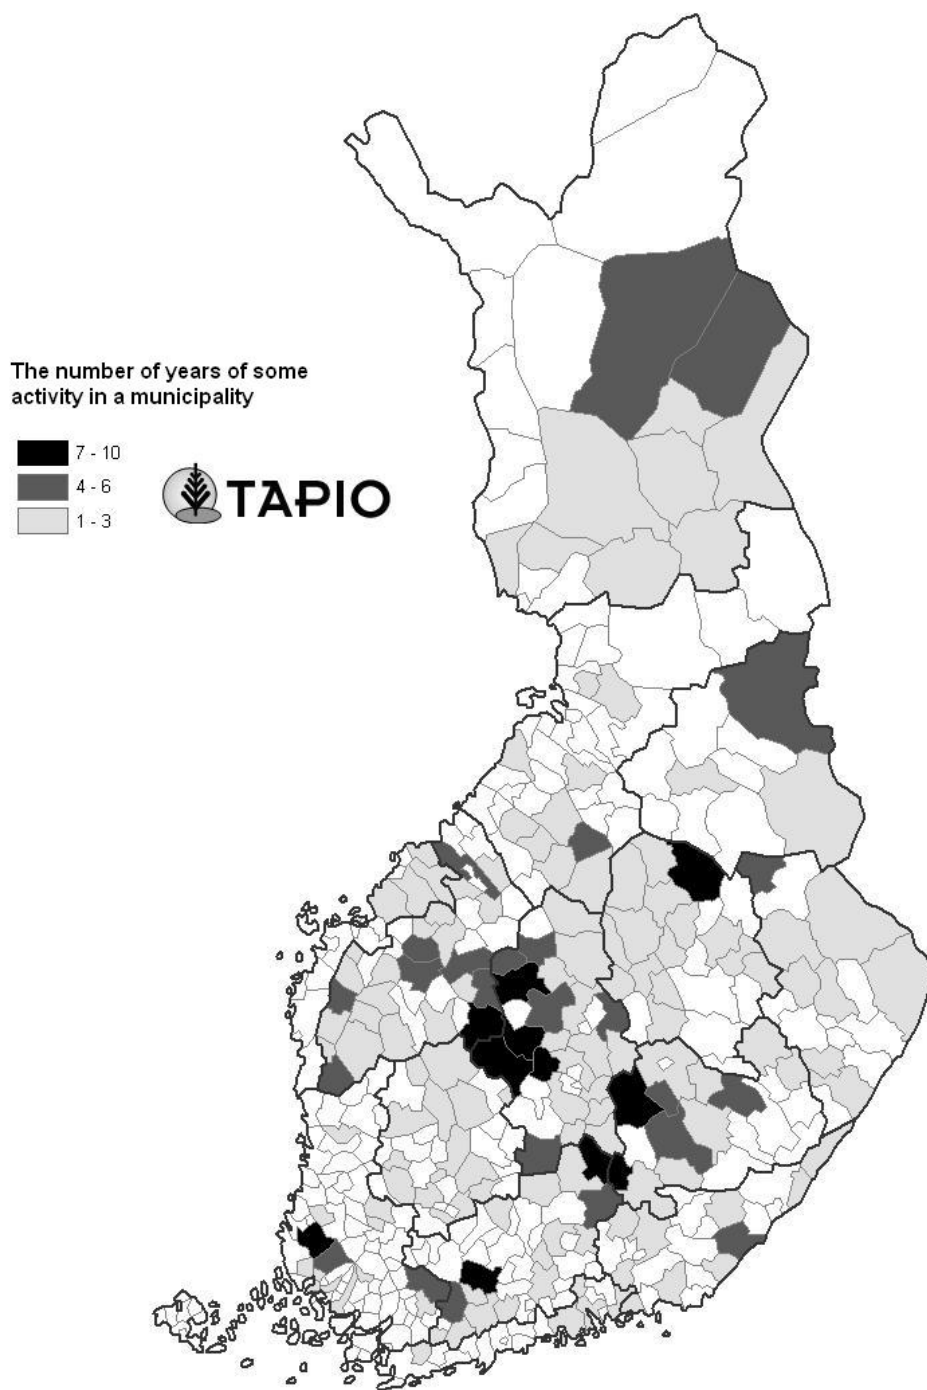 The number of years of some
activity in a municipality
7 - 10
4 - 6
1 - 3
TAPIO